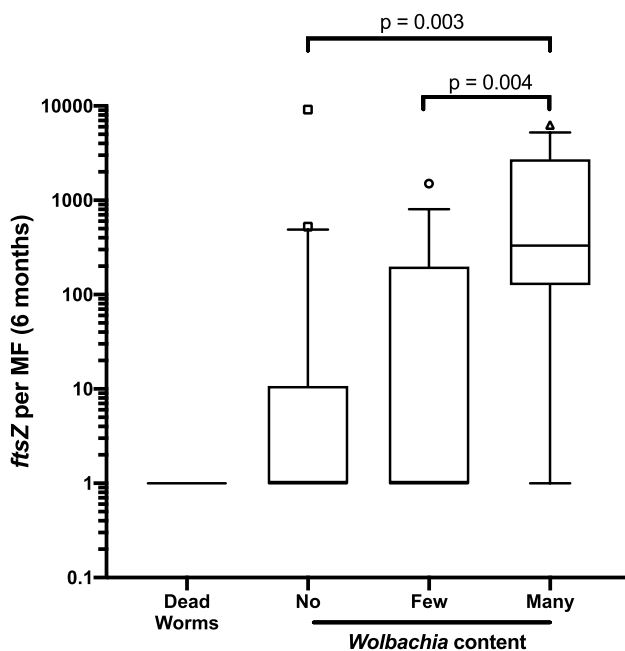 p = 0.003
p = 0.004
10000
1000
100
10
1
0.1
ftsZ per MF (6 months)
Dead
Worms
No
Few
Many
Wolbachia content